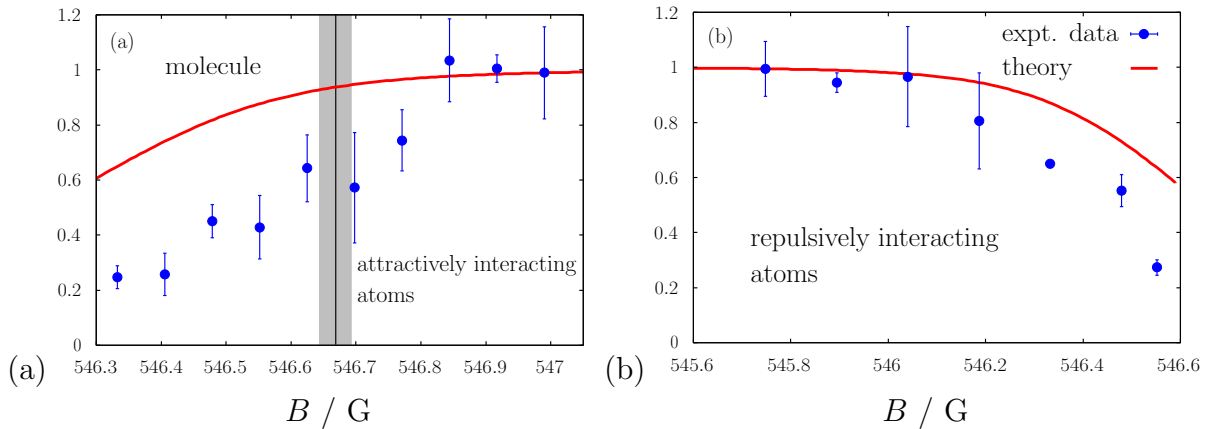 (a)
molecule
attractively interacting
atoms
1.2
1
0.8
0.6
0.4
0.2
0
546.3 546.4 546.5 546.6 546.7 546.8 546.9 547
(a)
B / G
(b)
expt. data
theory
repulsively interacting
atoms
1.2
1
0.8
0.6
0.4
0.2
0
545.6 545.8 546 546.2 546.4 546.6
(b)
B / G